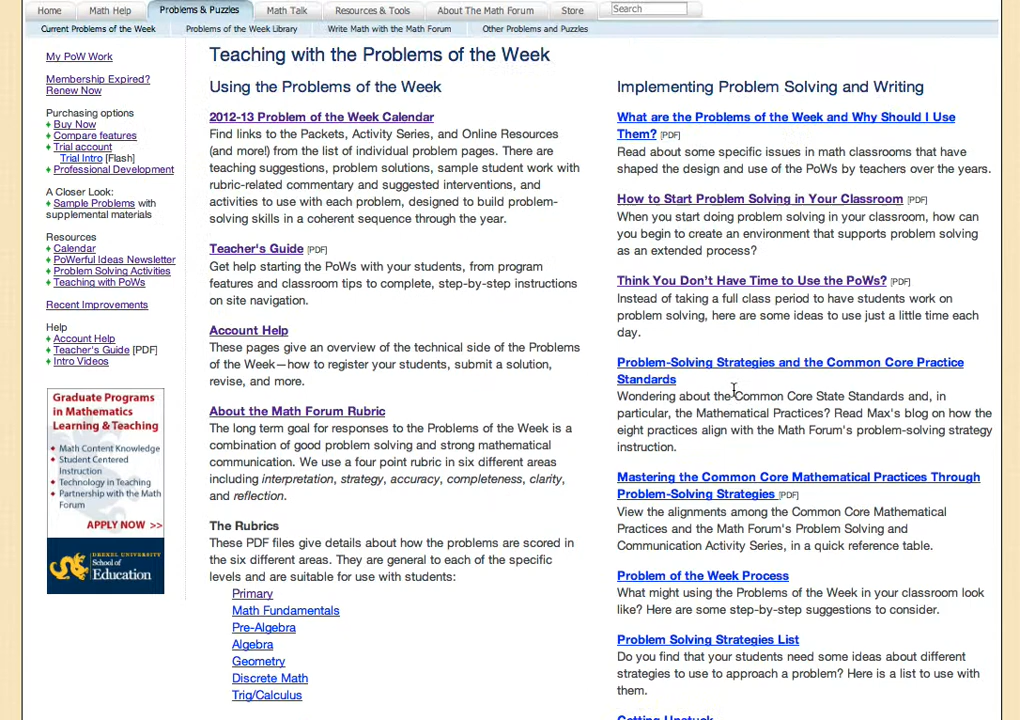 Home Math Help Problems & Puzzles Math Talk Resources & Tools About The Math Forum Store Search
Current Problems of the Week Problems of the Week Library Write Math with the Math Forum Other Problems and Puzzles
My PoW Work
Membership Expired?
Renew Now
Purchasing options
Buy Now
Compare features
Trial account
Trial Intro [Flash]
Professional Development
A Closer Look:
Sample Problems with
supplemental materials
Resources
Calendar
PoWerful Ideas Newsletter
Problem Solving Activities
Teaching with PoWs
Recent Improvements
Help
Account Help
Teacher's Guide [PDF]
Intro Videos
Graduate Programs
in Mathematics
Learning & Teaching
Math Content Knowledge
Student Centered
Instruction
Technology in Teaching
Partnership with the Math
Forum
APPLY NOW >>
DREXEL UNIVERSITY
School of
Education
Teaching with the Problems of the Week
Using the Problems of the Week
2012-13 Problem of the Week Calendar
Find links to the Packets, Activity Series, and Online Resources
(and more!) from the list of individual problem pages. There are
teaching suggestions, problem solutions, sample student work with
rubric-related commentary and suggested interventions, and
activities to use with each problem, designed to build problem-
solving skills in a coherent sequence through the year.
Teacher's Guide [PDF]
Get help starting the PoWs with your students, from program
features and classroom tips to complete, step-by-step instructions
on site navigation.
Account Help
These pages give an overview of the technical side of the Problems
of the Week—how to register your students, submit a solution,
revise, and more.
About the Math Forum Rubric
The long term goal for responses to the Problems of the Week is a
combination of good problem solving and strong mathematical
communication. We use a four point rubric in six different areas
including interpretation, strategy, accuracy, completeness, clarity,
and reflection.
The Rubrics
These PDF files give details about how the problems are scored in
the six different areas. They are general to each of the specific
levels and are suitable for use with students:
Primary
Math Fundamentals
Pre-Algebra
Algebra
Geometry
Discrete Math
Trig/Calculus
Implementing Problem Solving and Writing
What are the Problems of the Week and Why Should I Use
Them? [PDF]
Read about some specific issues in math classrooms that have
shaped the design and use of the PoWs by teachers over the years.
How to Start Problem Solving in Your Classroom [PDF]
When you start doing problem solving in your classroom, how can
you begin to create an environment that supports problem solving
as an extended process?
Think You Don't Have Time to Use the PoWs? [PDF]
Instead of taking a full class period to have students work on
problem solving, here are some ideas to use just a little time each
day.
Problem-Solving Strategies and the Common Core Practice
Standards
Wondering about the Common Core State Standards and, in
particular, the Mathematical Practices? Read Max's blog on how the
eight practices align with the Math Forum's problem-solving strategy
instruction.
Mastering the Common Core Mathematical Practices Through
Problem-Solving Strategies [PDF]
View the alignments among the Common Core Mathematical
Practices and the Math Forum's Problem Solving and
Communication Activity Series, in a quick reference table.
Problem of the Week Process
What might using the Problems of the Week in your classroom look
like? Here are some step-by-step suggestions to consider.
Problem Solving Strategies List
Do you find that your students need some ideas about different
strategies to use to approach a problem? Here is a list to use with
them.
Getting Unstuck